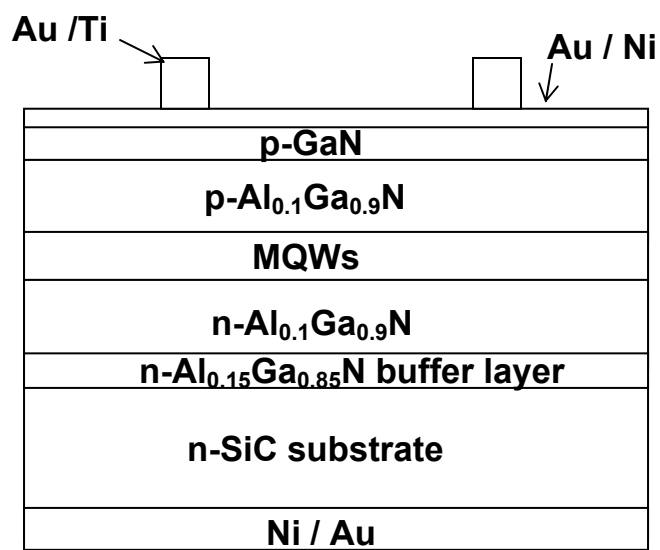 Au /Ti
Au / Ni
p-GaN
p-Al₀.₁Ga₀.₉N
MQWs
n-Al₀.₁Ga₀.₉N
n-Al₀.₁₅Ga₀.₈₅N buffer layer
n-SiC substrate
Ni / Au